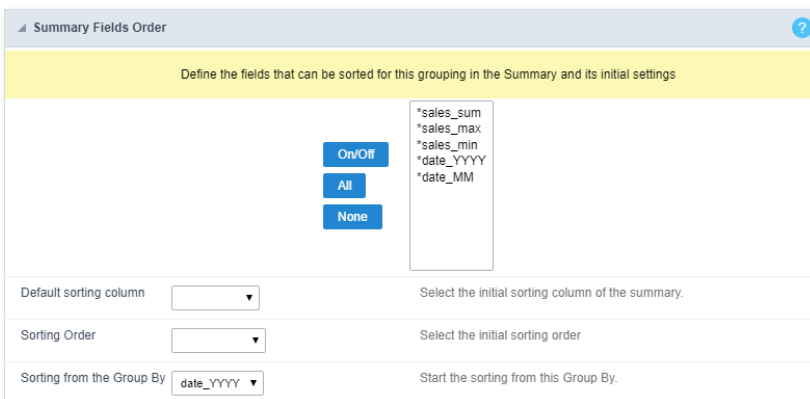 Summary Fields Order
?
Define the fields that can be sorted for this grouping in the Summary and its initial settings
*sales_sum
*sales_max
*sales_min
*date_YYYY
*date_MM
On/Off
All
None
Default sorting column
Select the initial sorting column of the summary.
Sorting Order
Select the initial sorting order
Sorting from the Group By
date_YYYY
Start the sorting from this Group By.